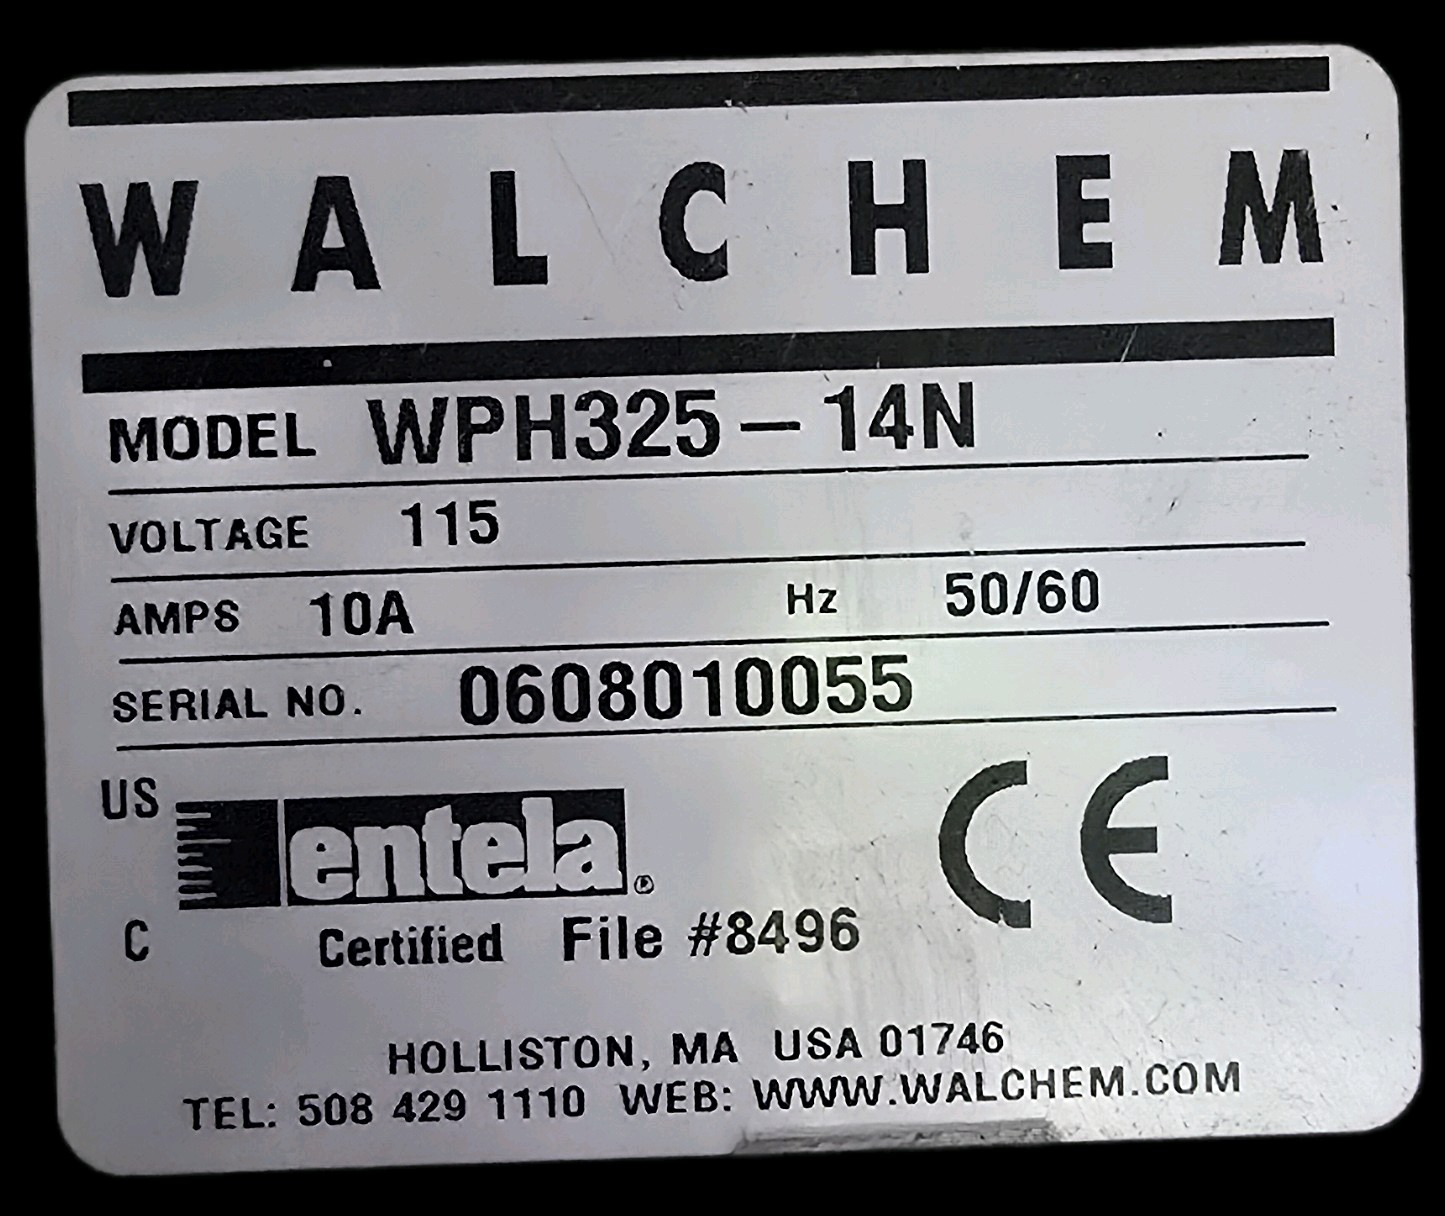 WALCHEM
MODEL WPH325-14N
VOLTAGE 115
AMPS 10A Hz 50/60
SERIAL NO. 0608010055
US
entela®
C Certified File #8496
CE
HOLLISTON, MA USA 01746
TEL: 508 429 1110 WEB: WWW.WALCHEM.COM